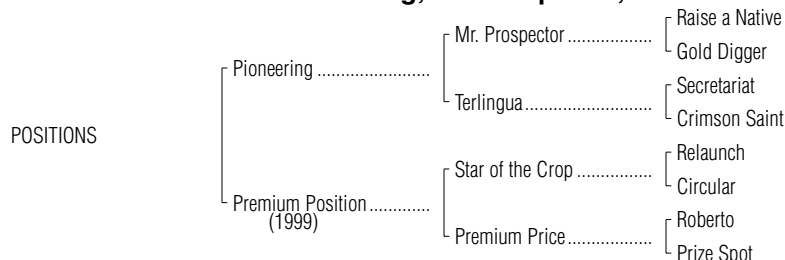 Raise a Native
Mr. Prospector
Gold Digger
Pioneering
Secretariat
Terlingua
Crimson Saint
POSITIONS
Relaunch
Star of the Crop
Circular
Premium Position
(1999)
Roberto
Premium Price
Prize Spot